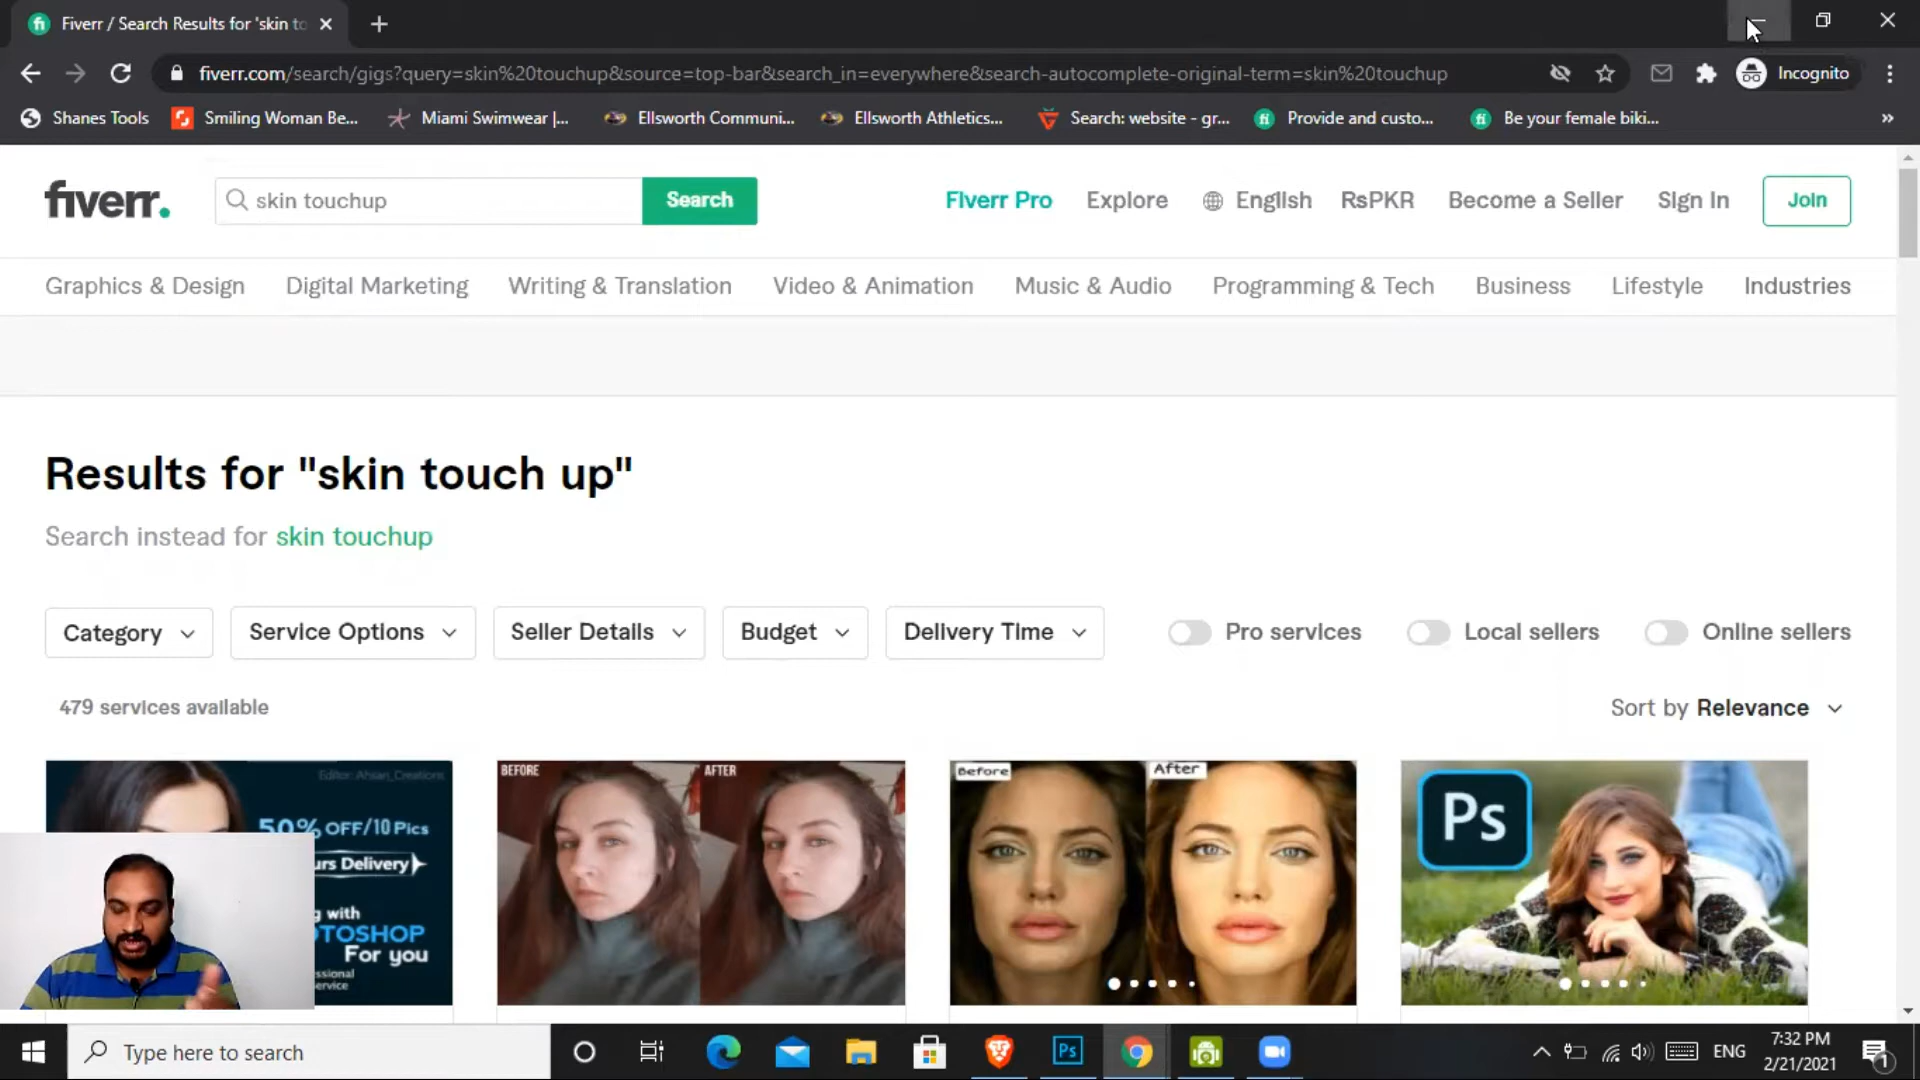 Fiverr / Search Results for 'skin to
fiverr.com/search/gigs?query=skin%20touchup&source=top-bar&search_in=everywhere&search-autocomplete-original-term=skin%20touchup
Incognito
Shanes Tools
Smiling Woman Be...
Miami Swimwear |...
Ellsworth Communi...
Ellsworth Athletics...
Search: website - gr...
Provide and custo...
Be your female biki...
»
fiverr.
skin touchup
Search
Fiverr Pro
Explore
English
RsPKR
Become a Seller
Sign In
Join
Graphics & Design
Digital Marketing
Writing & Translation
Video & Animation
Music & Audio
Programming & Tech
Business
Lifestyle
Industries
Results for "skin touch up"
Search instead for skin touchup
Category
Service Options
Seller Details
Budget
Delivery Time
Pro services
Local sellers
Online sellers
479 services available
Sort by Relevance
Editor: Ahsan_Creations
50% OFF/10 Pics
urs Delivery
g with
TOSHOP
For you
ssional
ervice
BEFORE
AFTER
Before
After
Ps
Type here to search
Ps
ENG
7:32 PM
2/21/2021
1